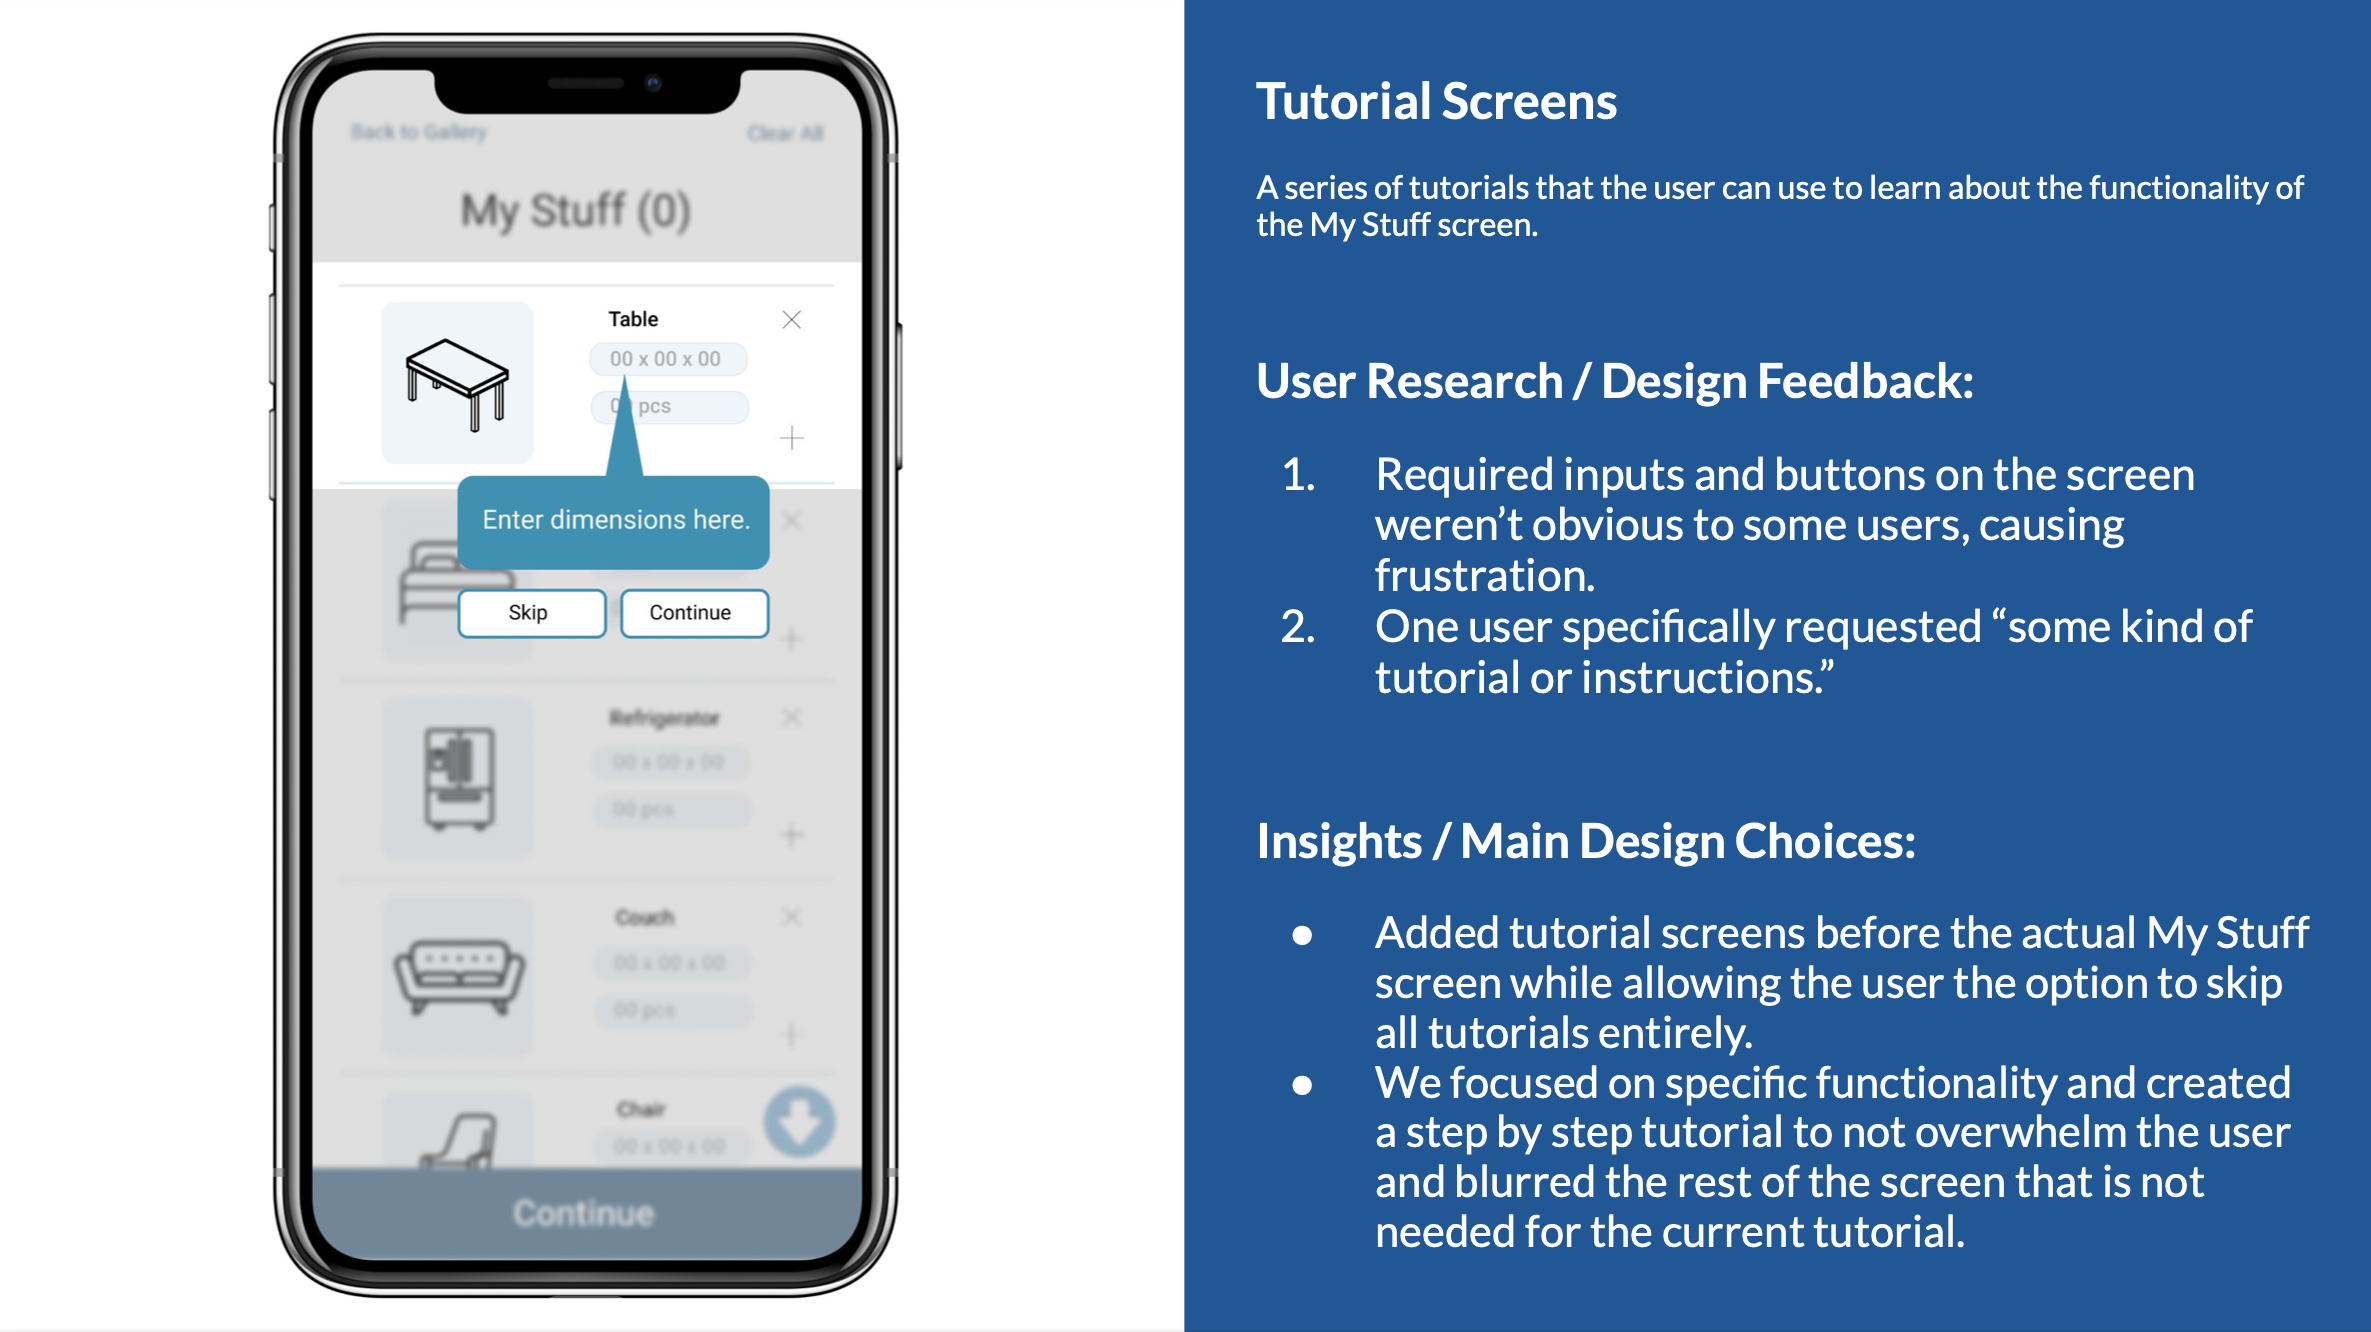 Back to Gallery
Clear All
My Stuff (0)
Table
00 x 00 x 00
pcs
Enter dimensions here.
Skip
Continue
Refrigerator
00 x 00 x 00
00 pcs
Couch
00 x 00 x 00
00 pcs
Chair
00 x 00 x 00
Continue
Tutorial Screens
A series of tutorials that the user can use to learn about the functionality of
the My Stuff screen.
User Research / Design Feedback:
1. Required inputs and buttons on the screen
weren’t obvious to some users, causing
frustration.
2. One user specifically requested “some kind of
tutorial or instructions.”
Insights / Main Design Choices:
● Added tutorial screens before the actual My Stuff
screen while allowing the user the option to skip
all tutorials entirely.
● We focused on specific functionality and created
a step by step tutorial to not overwhelm the user
and blurred the rest of the screen that is not
needed for the current tutorial.